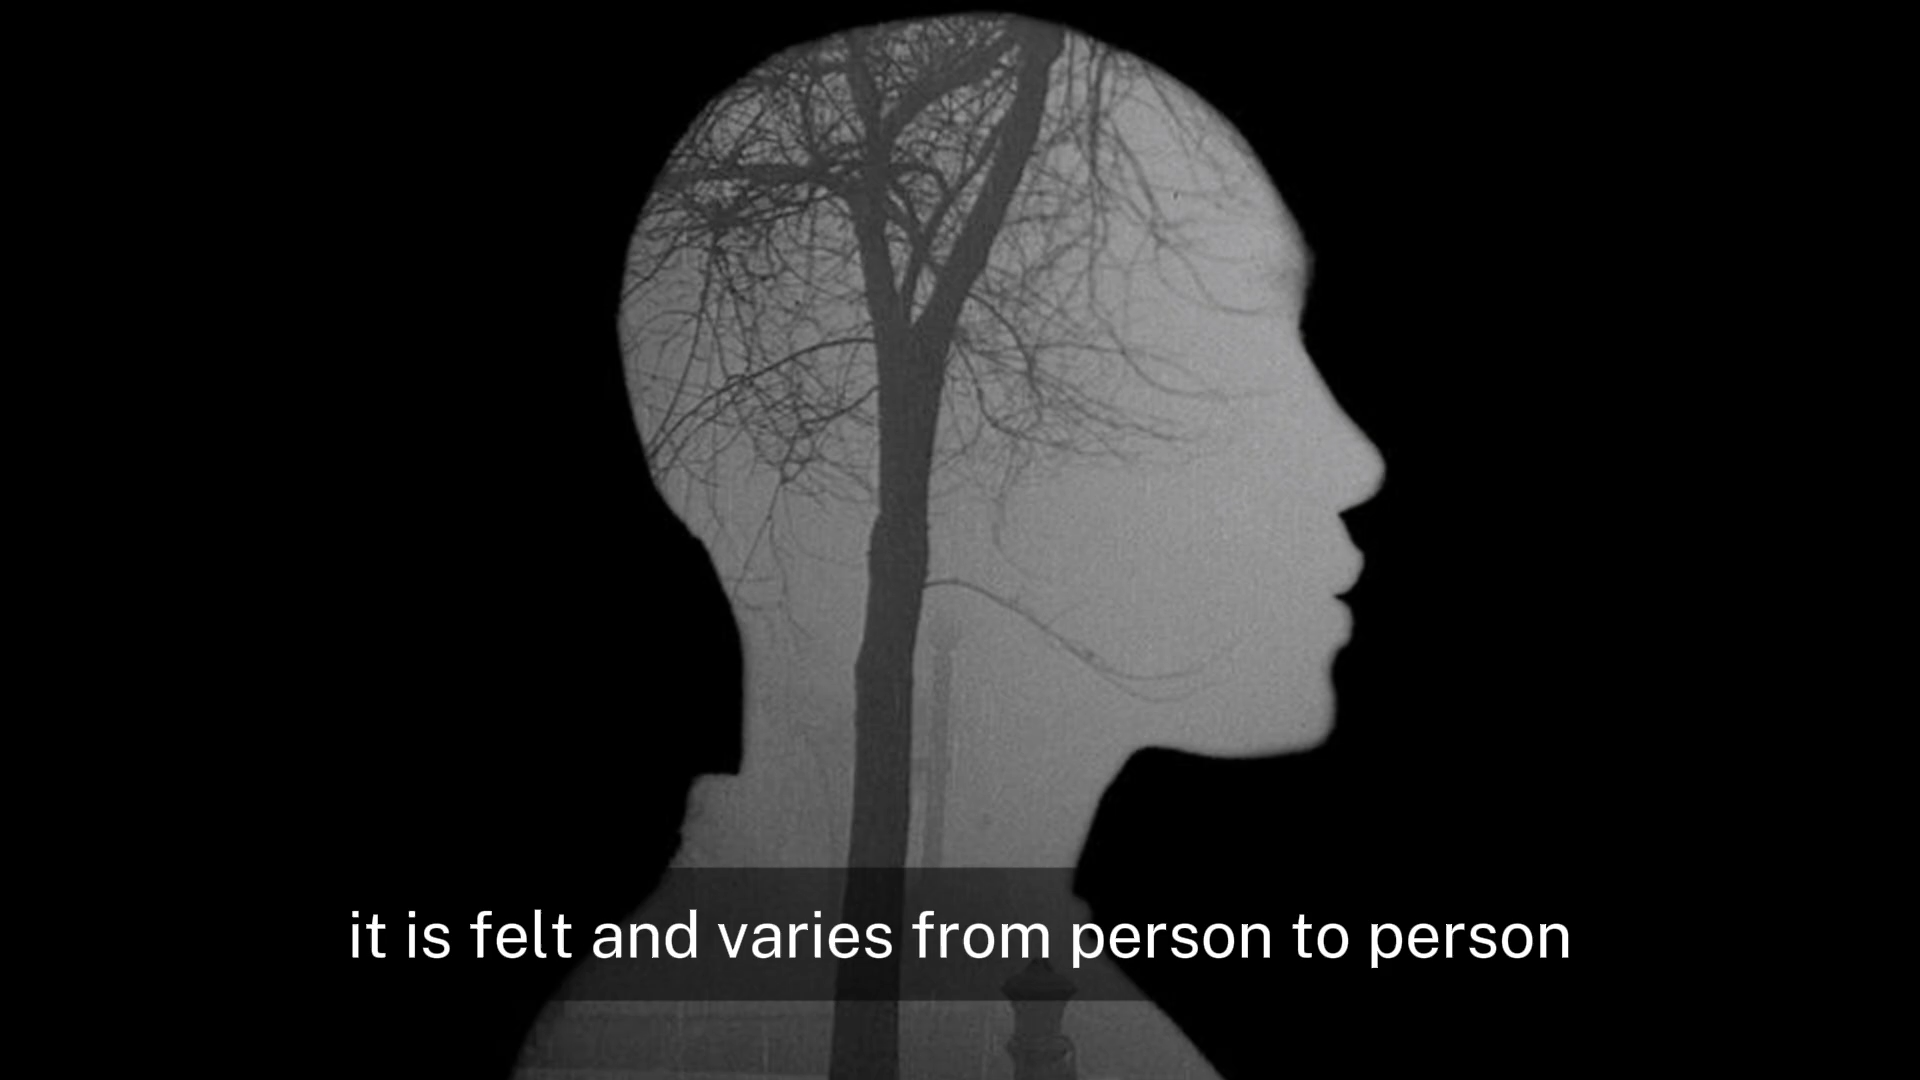 it is felt and varies from person to person